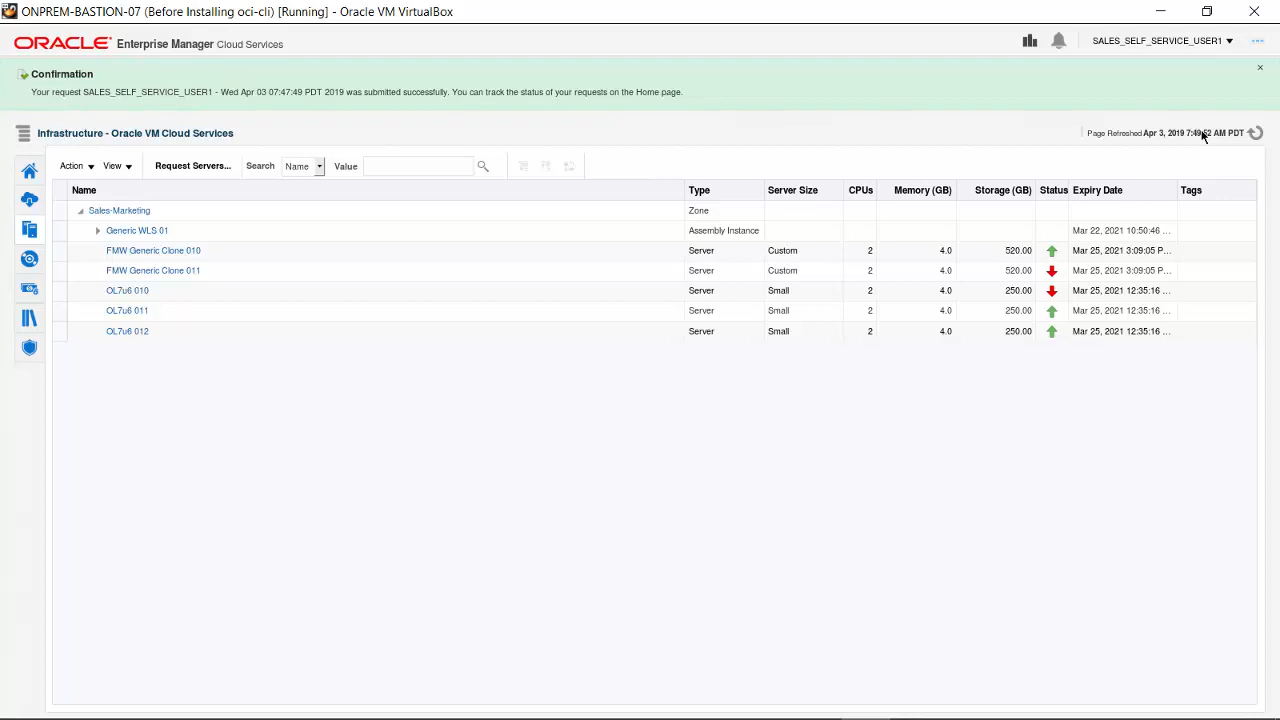 ONPREM-BASTION-07 (Before Installing oci-cli) [Running] - Oracle VM VirtualBox
ORACLE Enterprise Manager Cloud Services SALES_SELF_SERVICE_USER1
Confirmation
Your request SALES_SELF_SERVICE_USER1 - Wed Apr 03 07:47:49 PDT 2019 was submitted successfully. You can track the status of your requests on the Home page.
Infrastructure - Oracle VM Cloud Services Page Refreshed Apr 3, 2019 7:49:52 AM PDT
Action View Request Servers... Search Name Value
Name Type Server Size CPUs Memory (GB) Storage (GB) Status Expiry Date Tags
Sales-Marketing Zone
Generic WLS 01 Assembly Instance Mar 22, 2021 10:50:46 ...
FMW Generic Clone 010 Server Custom 2 4.0 520.00 Mar 25, 2021 3:09:05 P...
FMW Generic Clone 011 Server Custom 2 4.0 520.00 Mar 25, 2021 3:09:05 P...
OL7u6 010 Server Small 2 4.0 250.00 Mar 25, 2021 12:35:16 ...
OL7u6 011 Server Small 2 4.0 250.00 Mar 25, 2021 12:35:16 ...
OL7u6 012 Server Small 2 4.0 250.00 Mar 25, 2021 12:35:16 ...